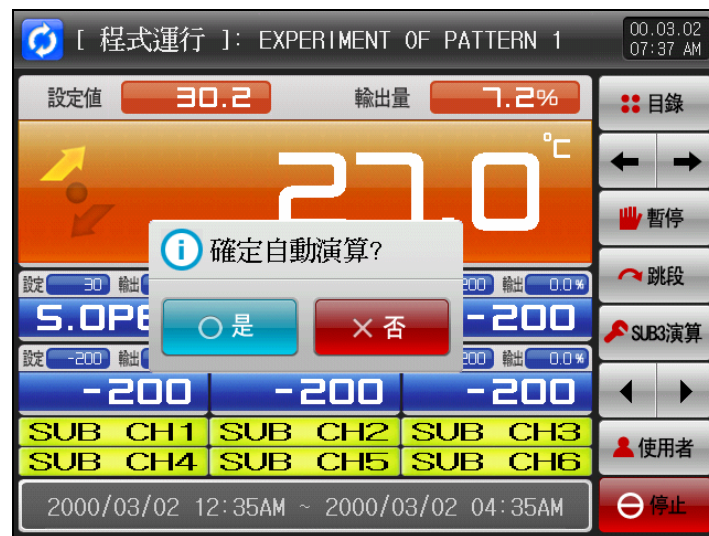 [ 程式運行 ]: EXPERIMENT OF PATTERN 1
00.03.02
07:37 AM
設定値 30.2 輸出量 7.2%
27.0 ℃
確定自動演算?
○是 ×否
設定 30 輸出 200 輸出 0.0%
S.OPE -200
設定 -200 輸出 200 輸出 0.0%
-200 -200 -200
SUB CH1 SUB CH2 SUB CH3
SUB CH4 SUB CH5 SUB CH6
2000/03/02 12:35AM ~ 2000/03/02 04:35AM
目錄
暫停
跳段
SUB3演算
使用者
停止